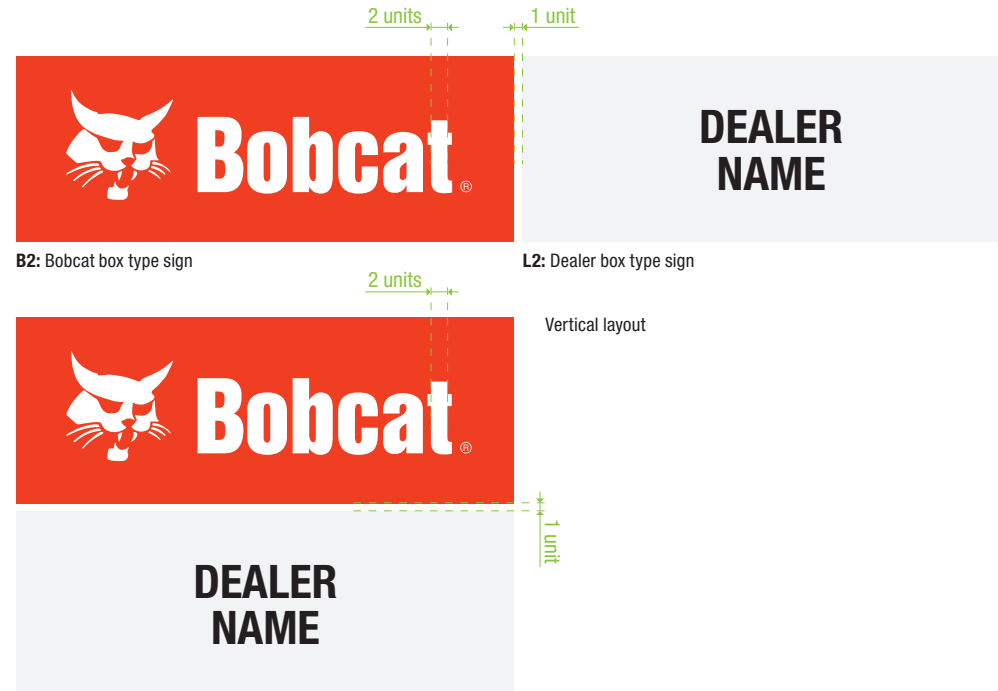 2 units
1 unit
Bobcat®
DEALER
NAME
B2: Bobcat box type sign
L2: Dealer box type sign
2 units
Vertical layout
Bobcat®
1 unit
DEALER
NAME